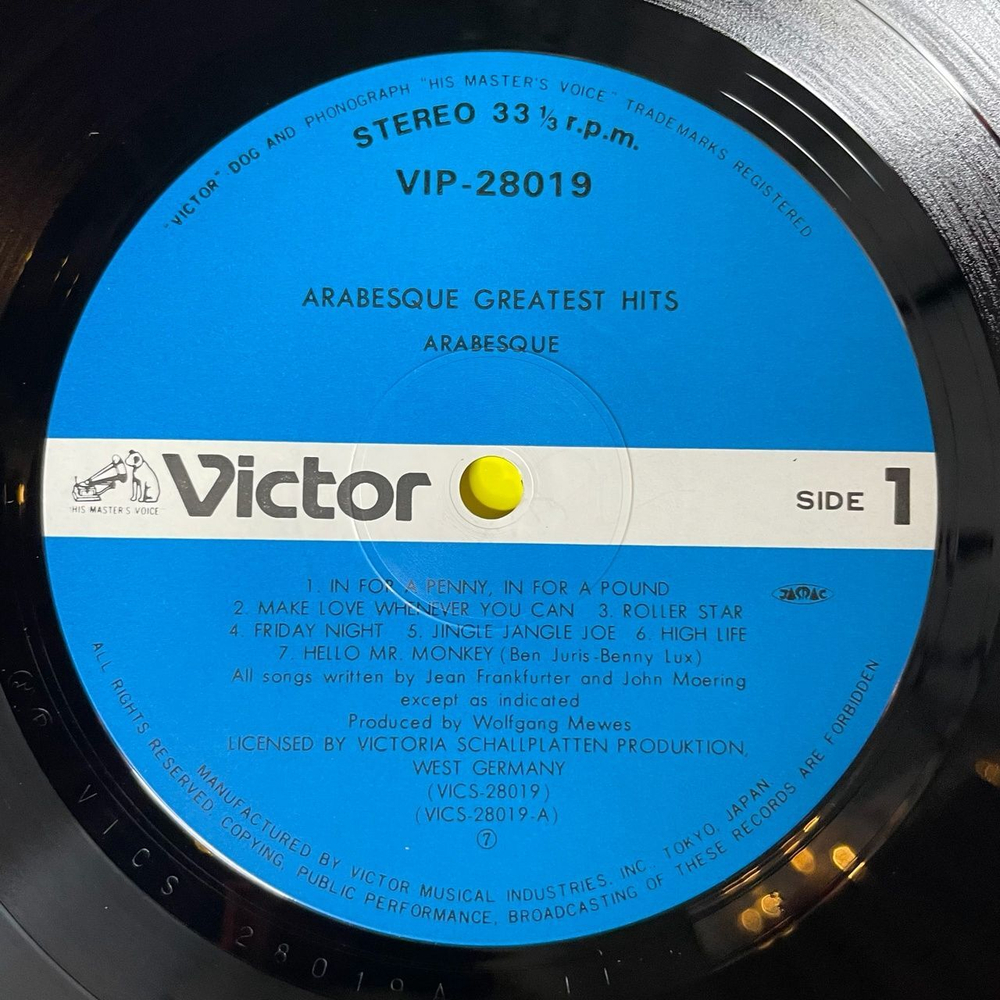 "VICTOR" DOG AND PHONOGRAPH "HIS MASTER'S VOICE" TRADEMARKS REGISTERED
STEREO 33 1/3 r.p.m.
VIP-28019
ARABESQUE GREATEST HITS
ARABESQUE
'HIS MASTER'S VOICE'
Victor
SIDE 1
1. IN FOR A PENNY, IN FOR A POUND
JASRAC
2. MAKE LOVE WHENEVER YOU CAN 3. ROLLER STAR
4. FRIDAY NIGHT 5. JINGLE JANGLE JOE 6. HIGH LIFE
7. HELLO MR. MONKEY (Ben Juris-Benny Lux)
All songs written by Jean Frankfurter and John Moering
except as indicated
Produced by Wolfgang Mewes
LICENSED BY VICTORIA SCHALLPLATTEN PRODUKTION,
WEST GERMANY
(VICS-28019)
(VICS-28019-A)
⑦
MANUFACTURED BY VICTOR MUSICAL INDUSTRIES, INC., TOKYO, JAPAN.
ALL RIGHTS RESERVED. COPYING, PUBLIC PERFORMANCE, BROADCASTING OF THESE RECORDS ARE FORBIDDEN
VICS 28019A 11